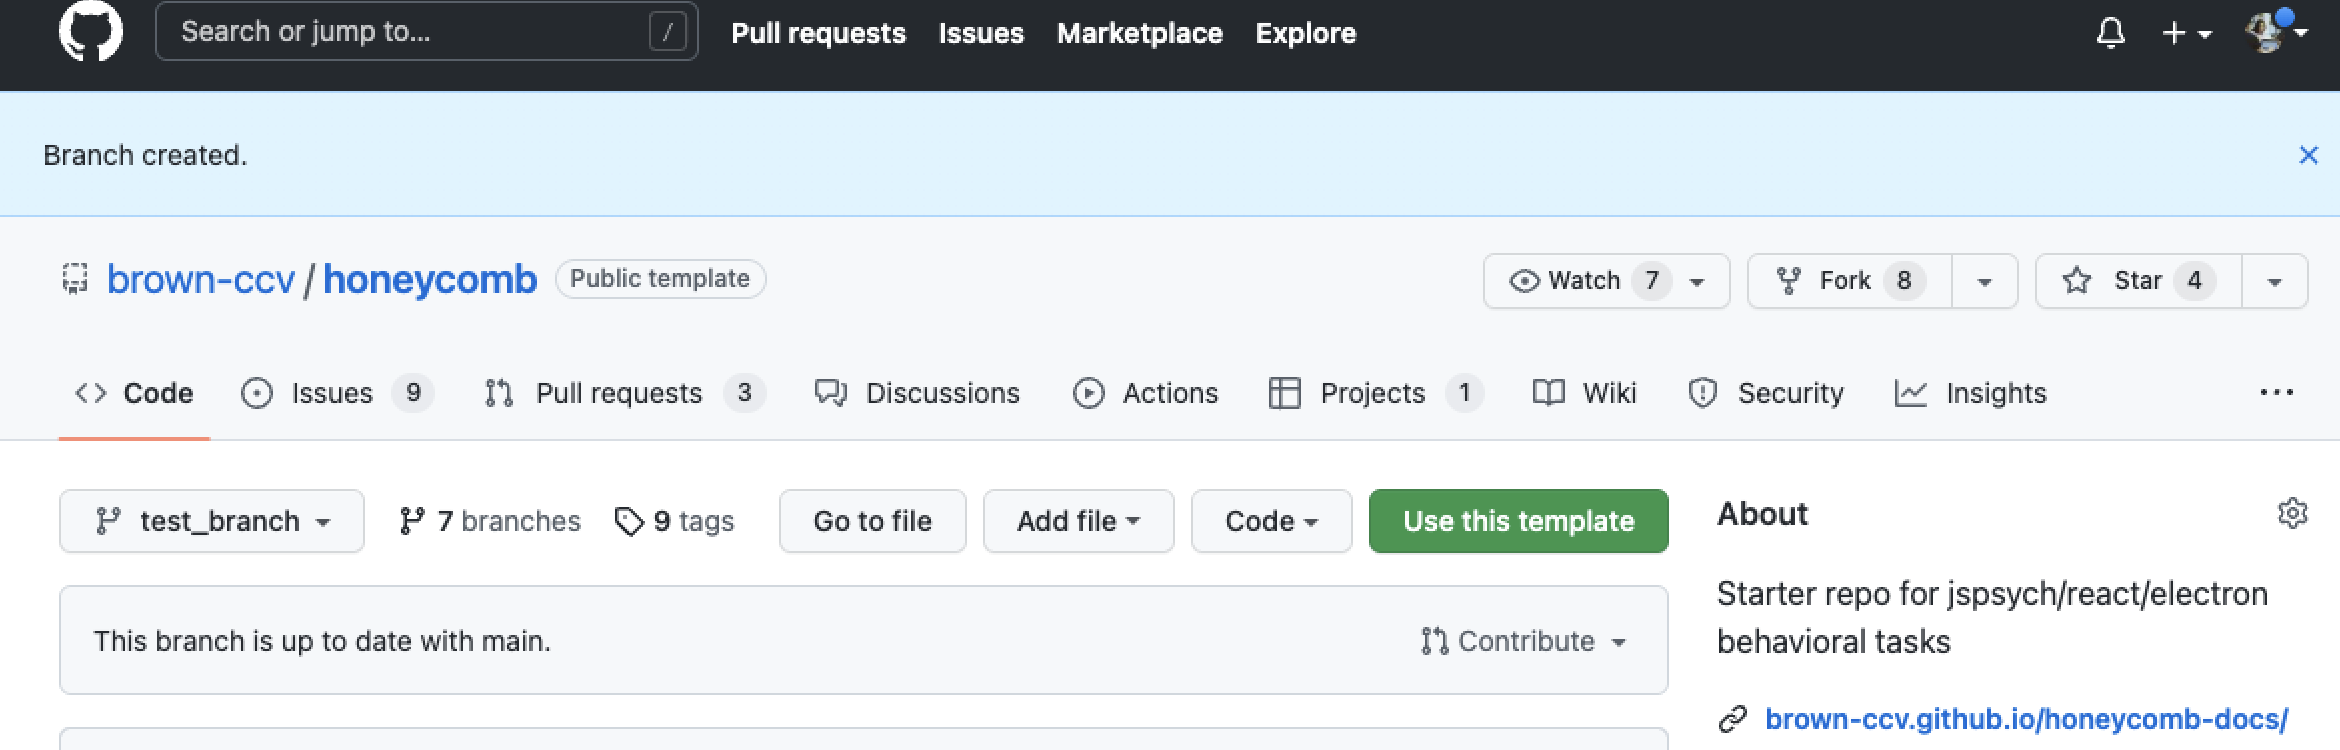 Search or jump to... / Pull requests Issues Marketplace Explore
Branch created.
brown-ccv / honeycomb Public template Watch 7 Fork 8 Star 4
Code Issues 9 Pull requests 3 Discussions Actions Projects 1 Wiki Security Insights
test_branch 7 branches 9 tags Go to file Add file Code Use this template
About
This branch is up to date with main. Contribute
Starter repo for jspsych/react/electron
behavioral tasks
brown-ccv.github.io/honeycomb-docs/